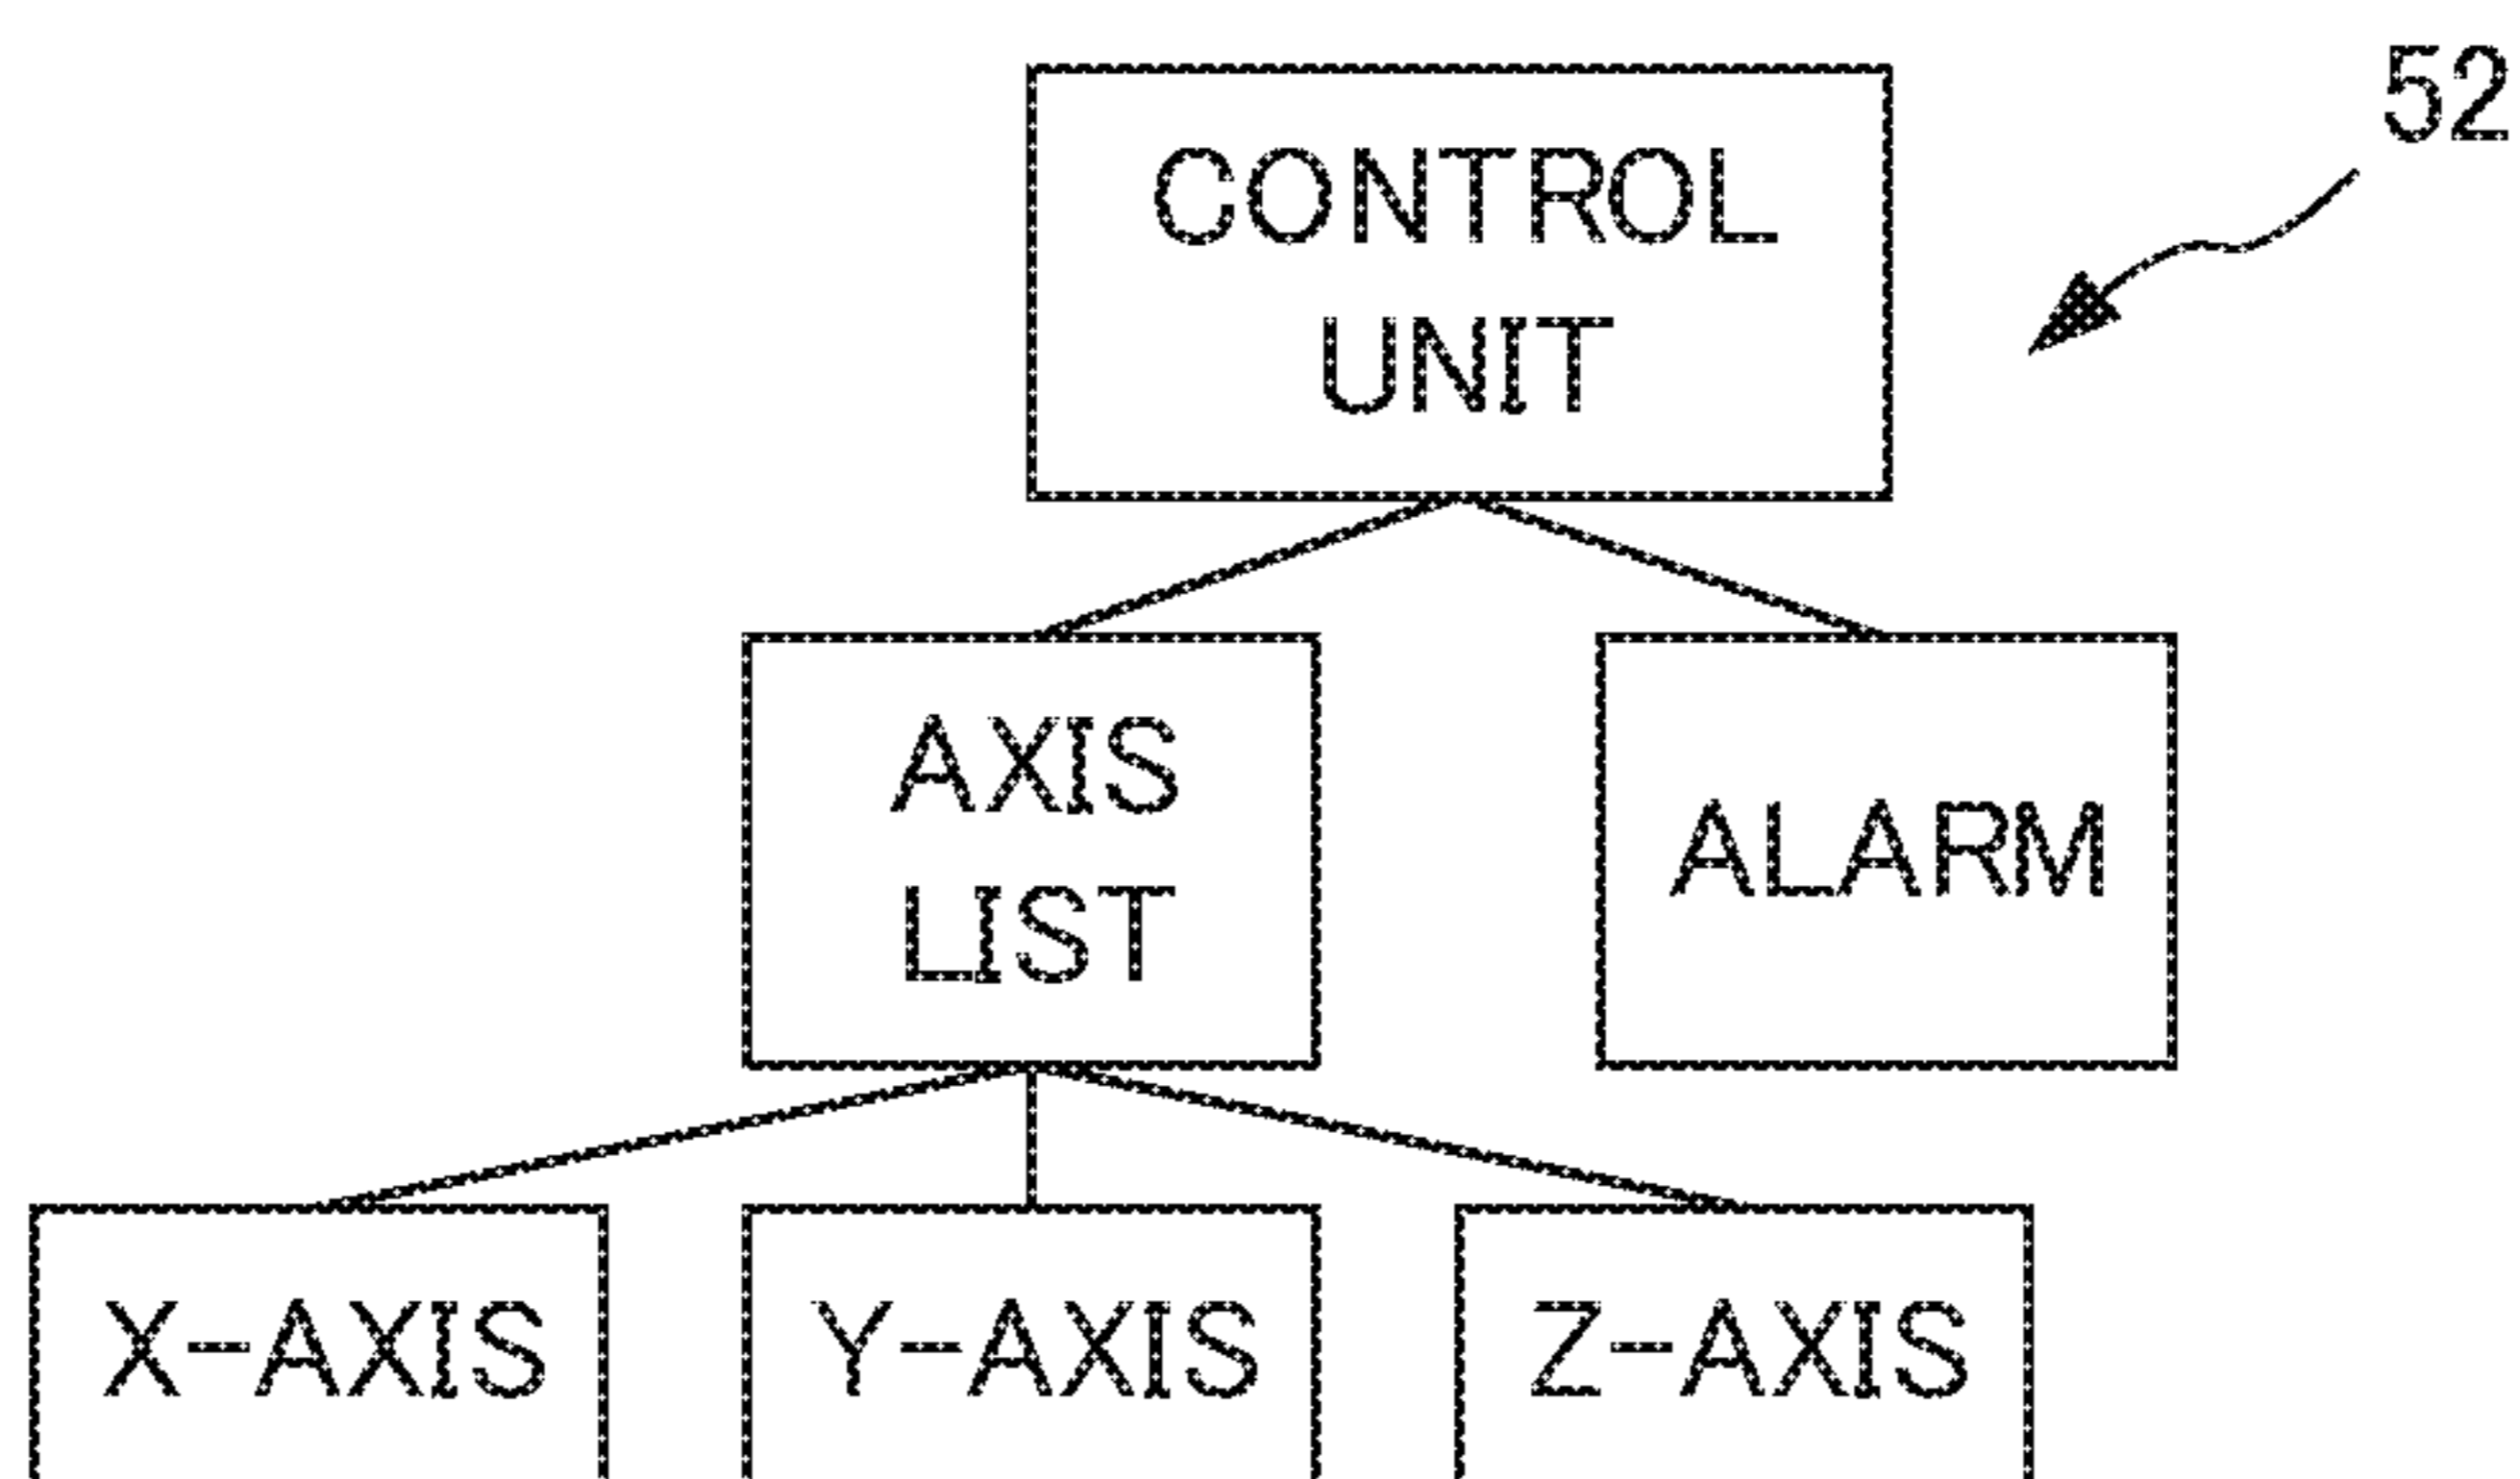 52
CONTROL
UNIT
AXIS
LIST
ALARM
X-AXIS
Y-AXIS
Z-AXIS